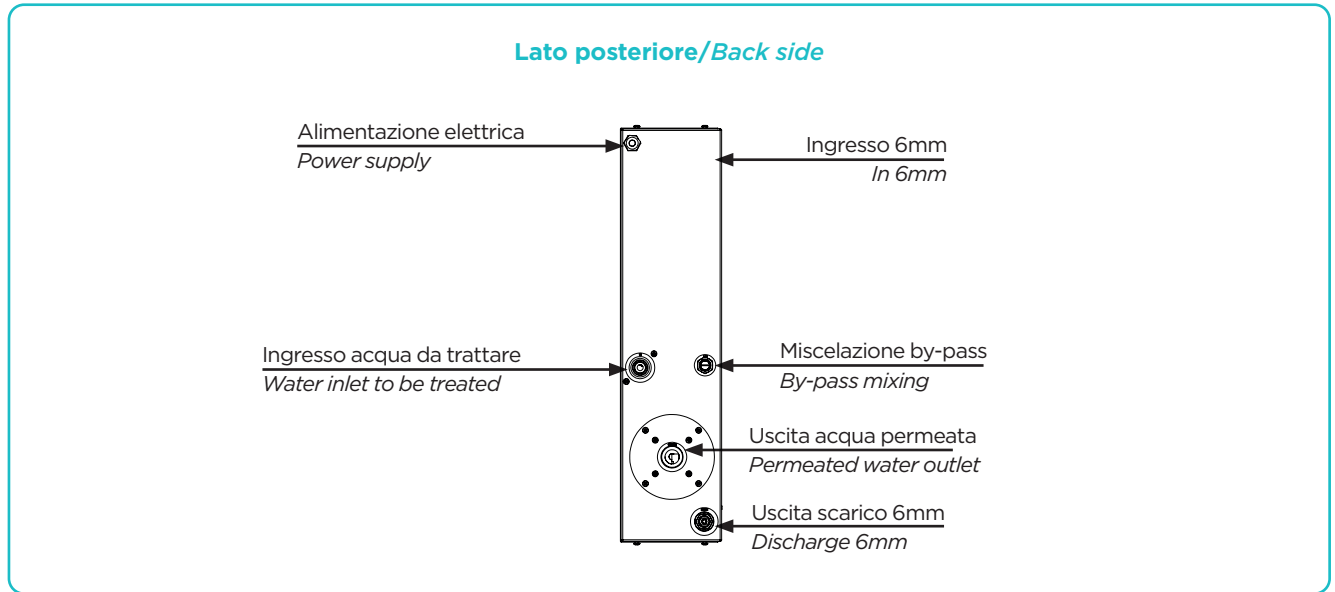 Lato posteriore/Back side
Alimentazione elettrica
Power supply
Ingresso 6mm
In 6mm
Ingresso acqua da trattare
Water inlet to be treated
Miscelazione by-pass
By-pass mixing
Uscita acqua permeata
Permeated water outlet
Uscita scarico 6mm
Discharge 6mm